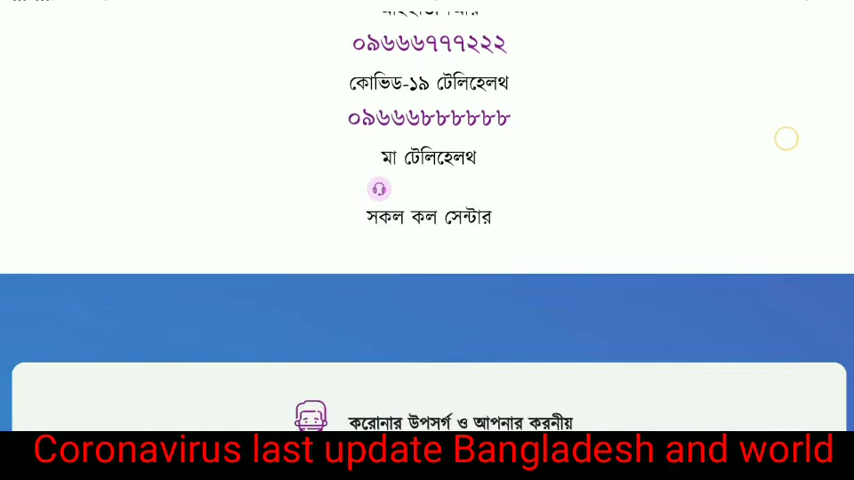 ০৯৬৬৬৭৭৭২২২
কোভিড-১৯ টেলিহেলথ
০৯৬৬৬৮৮৮৮৮৮
মা টেলিহেলথ
সকল কল সেন্টার
করোনার উপসর্গ ও আপনার করনীয়
Coronavirus last update Bangladesh and world